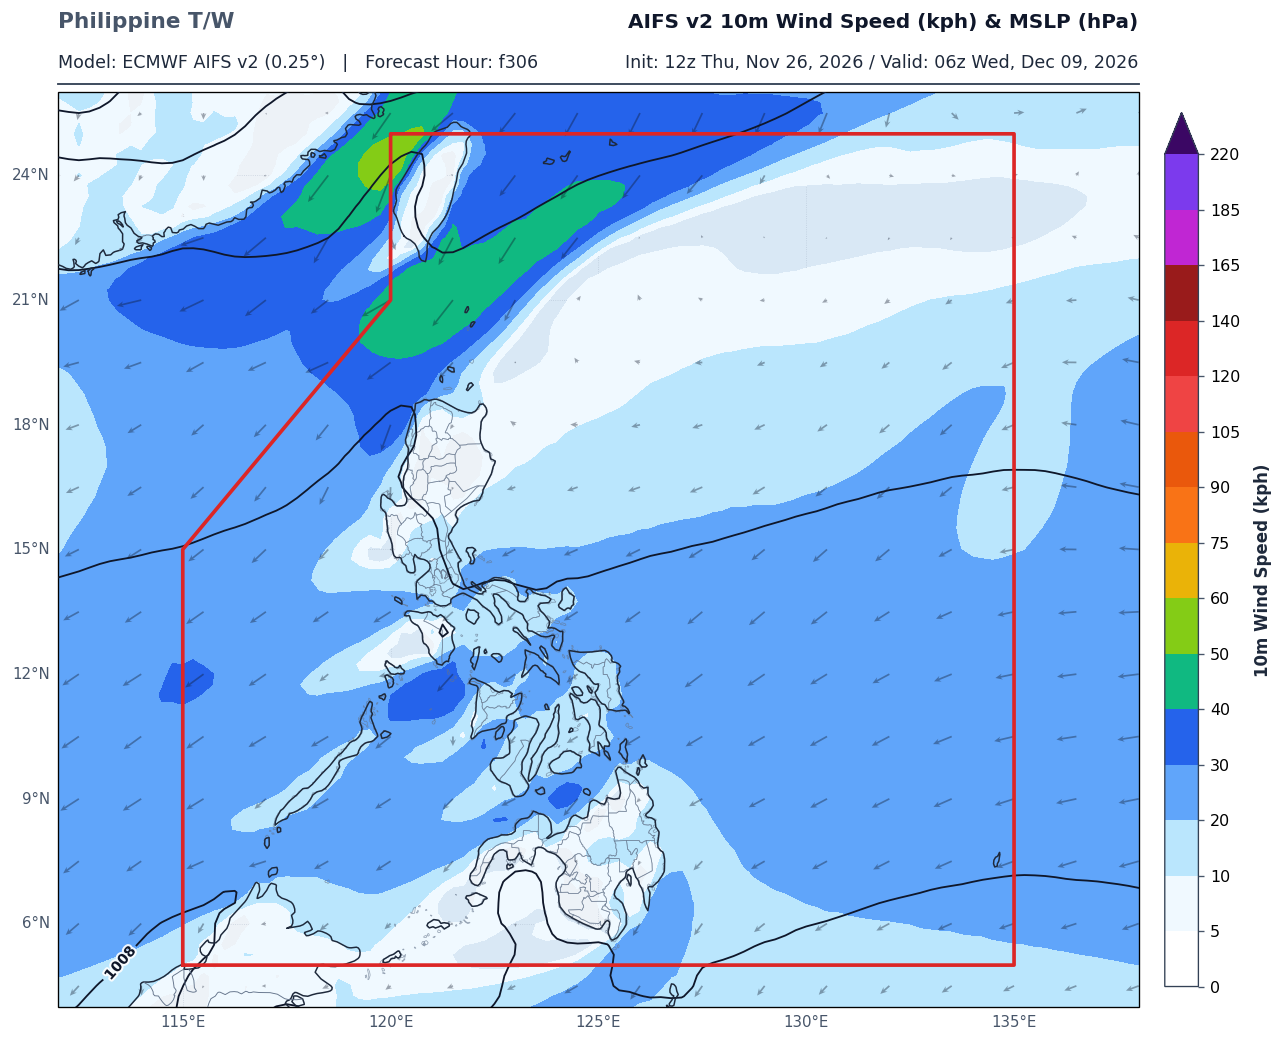 Philippine T/W
AIFS v2 10m Wind Speed (kph) & MSLP (hPa)
Model: ECMWF AIFS v2 (0.25°)   |   Forecast Hour: f306
Init: 12z Thu, Nov 26, 2026 / Valid: 06z Wed, Dec 09, 2026
24°N
21°N
18°N
15°N
12°N
9°N
6°N
1008
115°E
120°E
125°E
130°E
135°E
220
185
165
140
120
105
90
75
60
50
40
30
20
10
5
0
10m Wind Speed (kph)